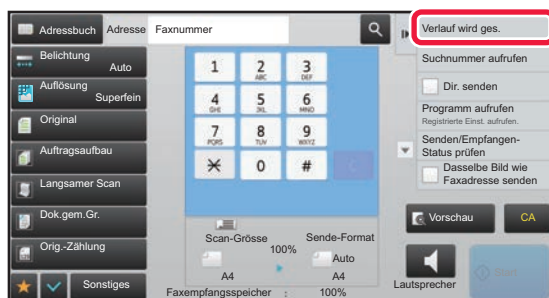 Adressbuch
Adresse
Faxnummer
Belichtung
Auto
Auflösung
Superfein
Original
Auftragsaufbau
Langsamer Scan
Dok.gem.Gr.
Orig.-Zählung
Sonstiges
1
2
ABC
3
DEF
4
GHI
5
JKL
6
MNO
7
PQRS
8
TUV
9
WXYZ
0
#
Scan-Grösse
100%
Sende-Format
Auto
A4
A4
Faxempfangsspeicher : 100%
Verlauf wird ges.
Suchnummer aufrufen
Dir. senden
Programm aufrufen
Registrierte Einst. aufrufen.
Senden/Empfangen-
Status prüfen
Dasselbe Bild wie
Faxadresse senden
Vorschau
CA
Lautsprecher
Start